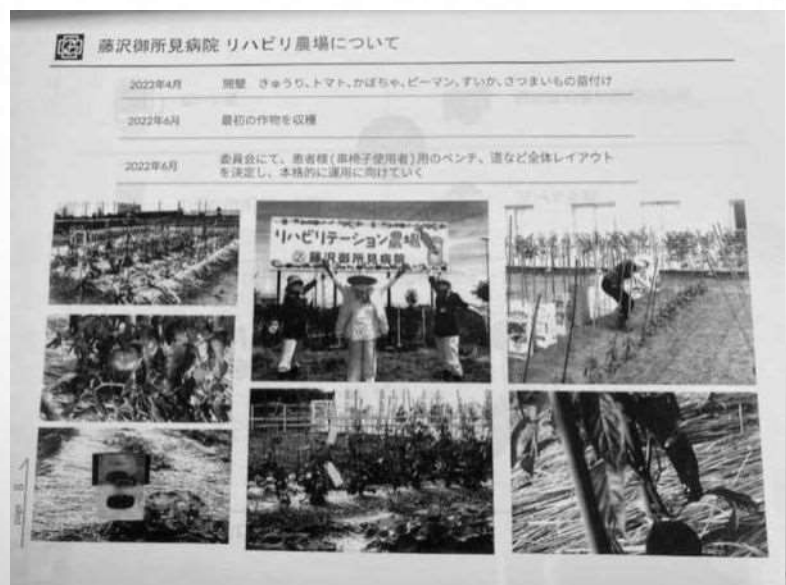 藤沢御所見病院 リハビリ農場について
2022年4月 開墾 きゅうり、トマト、かぼちゃ、ピーマン、すいか、さつまいもの苗付け
2022年6月 最初の作物を収穫
2022年6月 委員会にて、患者様(車椅子使用者)用のベンチ、道など全体レイアウト
を決定し、本格的に運用に向けていく
リハビリテーション農場
藤沢御所見病院
page